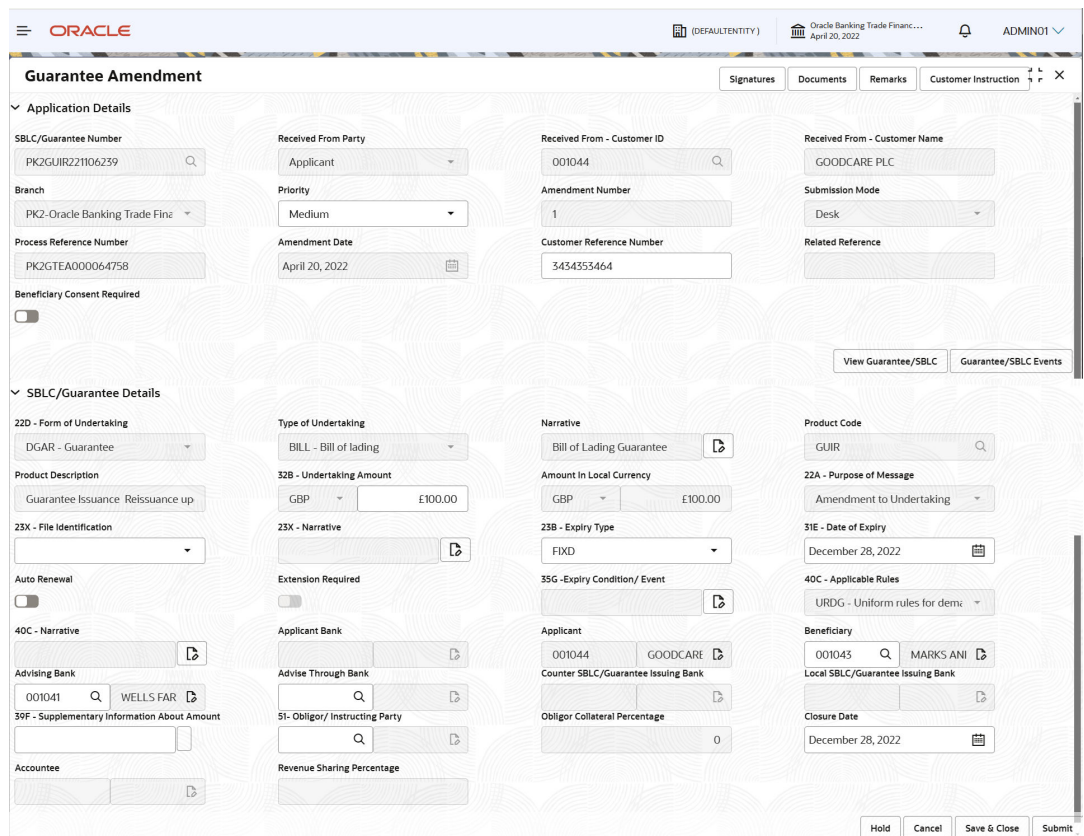 ORACLE
(DEFAULTENTITY )
Oracle Banking Trade Financ...
April 20, 2022
ADMIN01
Guarantee Amendment
Signatures
Documents
Remarks
Customer Instruction
Application Details
SBLC/Guarantee Number
Received From Party
Received From - Customer ID
Received From - Customer Name
PK2GUIR221106239
Applicant
001044
GOODCARE PLC
Branch
Priority
Amendment Number
Submission Mode
PK2-Oracle Banking Trade Fina
Medium
1
Desk
Process Reference Number
Amendment Date
Customer Reference Number
Related Reference
PK2GTEA000064758
April 20, 2022
3434353464
Beneficiary Consent Required
View Guarantee/SBLC
Guarantee/SBLC Events
SBLC/Guarantee Details
22D - Form of Undertaking
Type of Undertaking
Narrative
Product Code
DGAR - Guarantee
BILL - Bill of lading
Bill of Lading Guarantee
GUIR
Product Description
32B - Undertaking Amount
Amount In Local Currency
22A - Purpose of Message
Guarantee Issuance Reissuance up
GBP
£100.00
GBP
£100.00
Amendment to Undertaking
23X - File Identification
23X - Narrative
23B - Expiry Type
31E - Date of Expiry
FIXD
December 28, 2022
Auto Renewal
Extension Required
35G -Expiry Condition/ Event
40C - Applicable Rules
URDG - Uniform rules for dema
40C - Narrative
Applicant Bank
Applicant
Beneficiary
001044
GOODCARE
001043
MARKS ANI
Advising Bank
Advise Through Bank
Counter SBLC/Guarantee Issuing Bank
Local SBLC/Guarantee Issuing Bank
001041
WELLS FAR
39F - Supplementary Information About Amount
51- Obligor/ Instructing Party
Obligor Collateral Percentage
Closure Date
0
December 28, 2022
Accountee
Revenue Sharing Percentage
Hold
Cancel
Save & Close
Submit